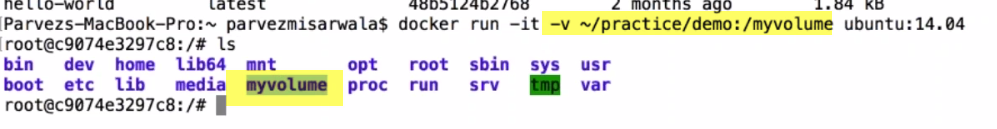 hello-world latest 48b5124b2768 2 months ago 1.84 kB
Parvezs-MacBook-Pro:~ parvezmisarwala$ docker run -it -v ~/practice/demo:/myvolume ubuntu:14.04
[root@c9074e3297c8:/# ls
bin dev home lib64 mnt opt root sbin sys usr
boot etc lib media myvolume proc run srv tmp var
root@c9074e3297c8:/#